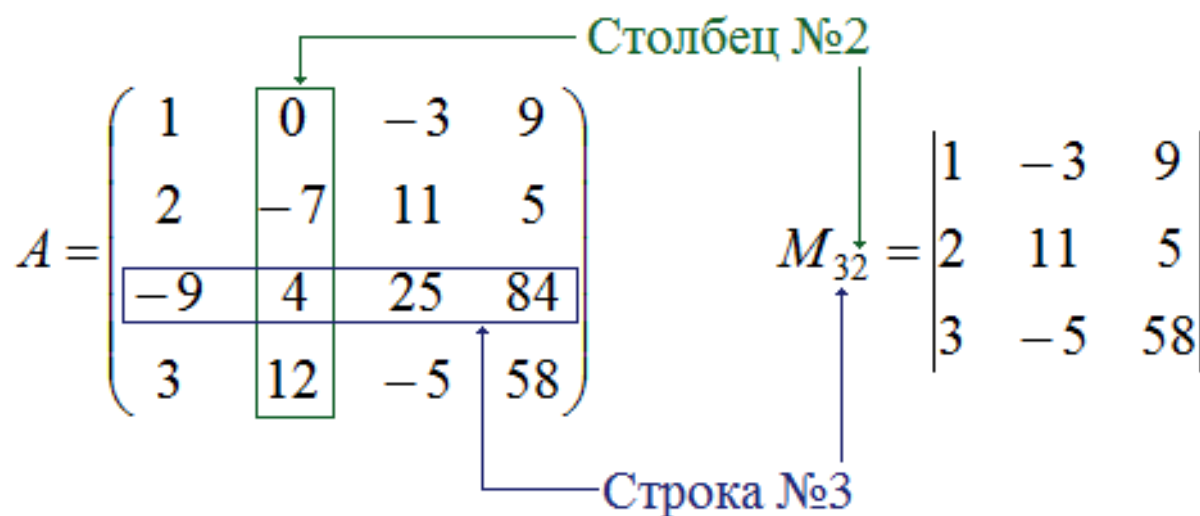 Столбец №2
A = ( 1 0 −3 9
2 −7 11 5
−9 4 25 84
3 12 −5 58 )
M₃₂ = | 1 −3 9
2 11 5
3 −5 58 |
Строка №3